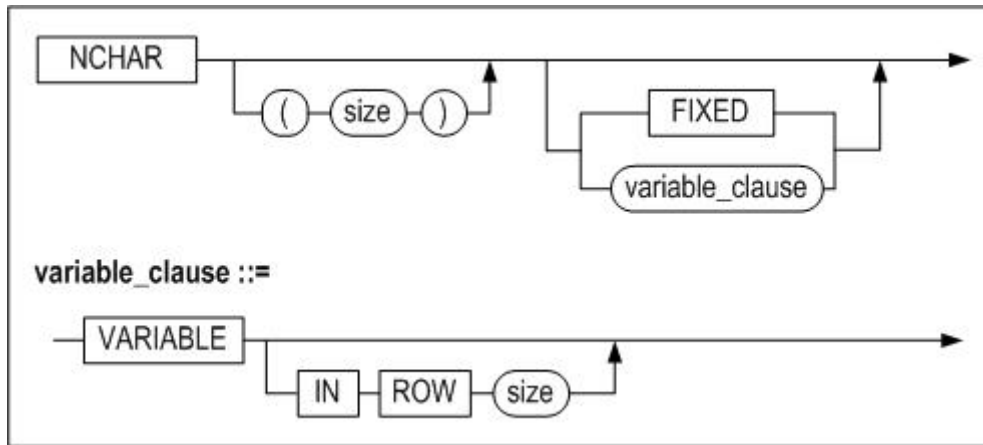 NCHAR
( size )
FIXED
variable_clause
variable_clause ::=
VARIABLE
IN ROW size